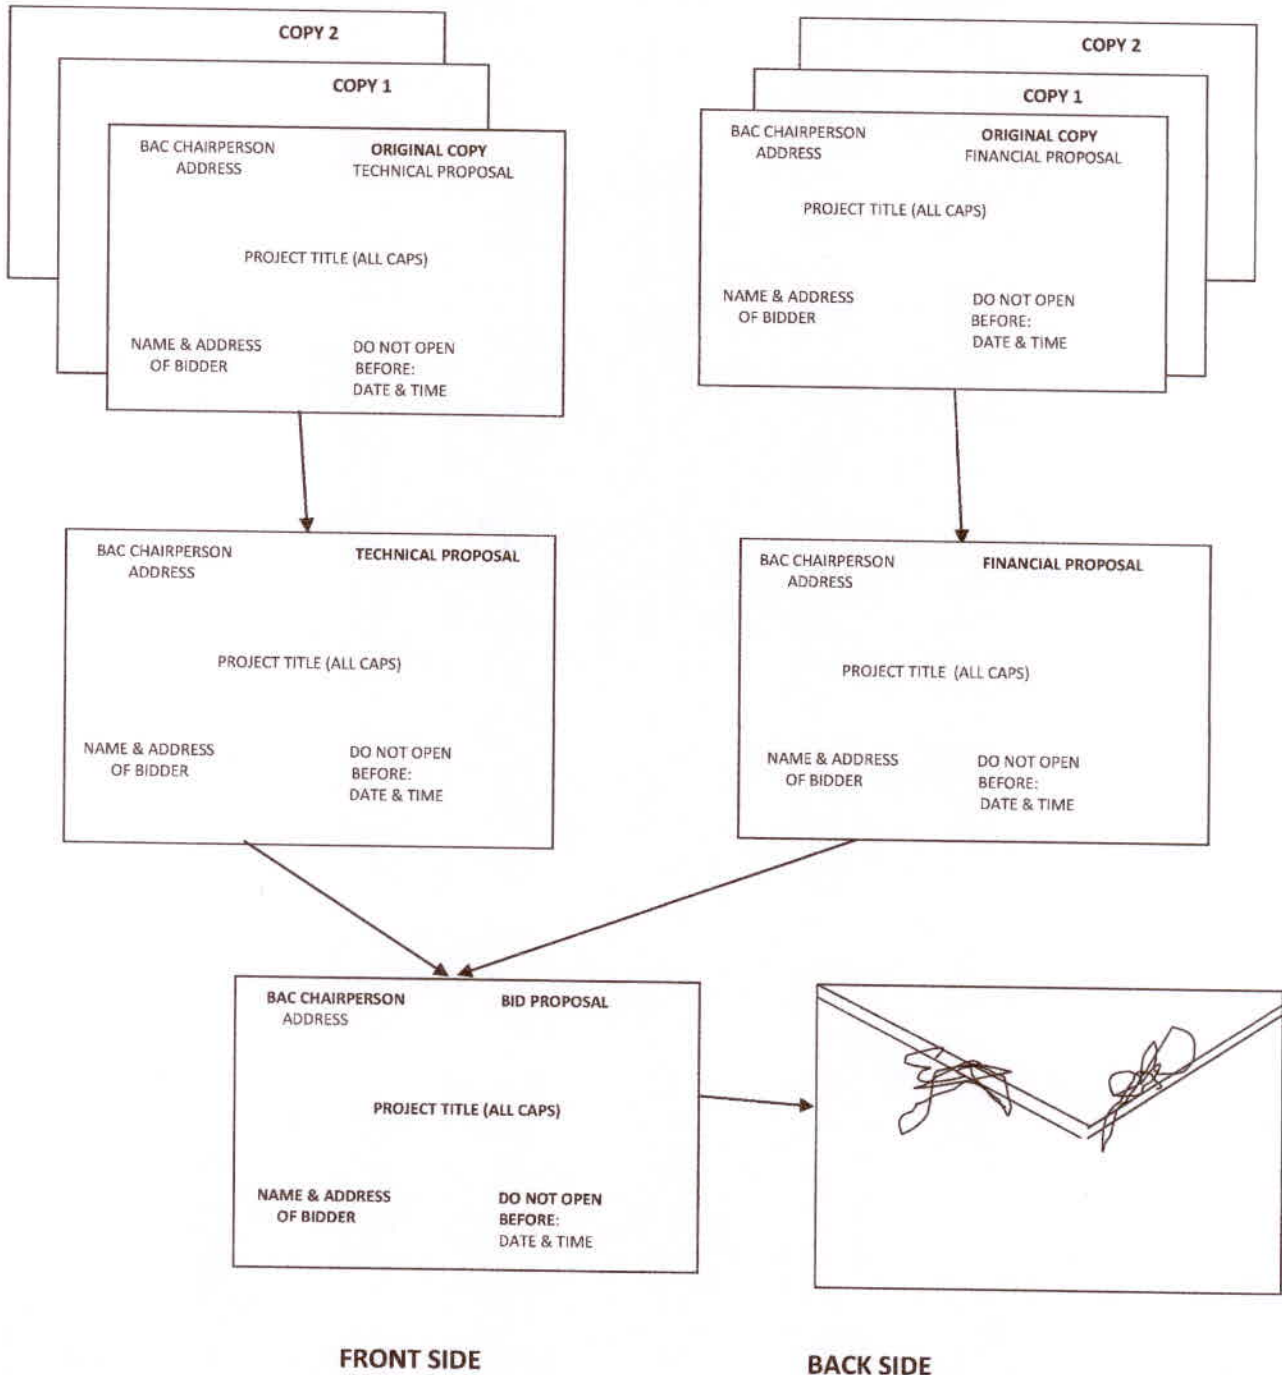 COPY 2
COPY 1
BAC CHAIRPERSON
ADDRESS
ORIGINAL COPY
TECHNICAL PROPOSAL
PROJECT TITLE (ALL CAPS)
NAME & ADDRESS
OF BIDDER
DO NOT OPEN
BEFORE:
DATE & TIME
COPY 2
COPY 1
BAC CHAIRPERSON
ADDRESS
ORIGINAL COPY
FINANCIAL PROPOSAL
PROJECT TITLE (ALL CAPS)
NAME & ADDRESS
OF BIDDER
DO NOT OPEN
BEFORE:
DATE & TIME
BAC CHAIRPERSON
ADDRESS
TECHNICAL PROPOSAL
PROJECT TITLE (ALL CAPS)
NAME & ADDRESS
OF BIDDER
DO NOT OPEN
BEFORE:
DATE & TIME
BAC CHAIRPERSON
ADDRESS
FINANCIAL PROPOSAL
PROJECT TITLE (ALL CAPS)
NAME & ADDRESS
OF BIDDER
DO NOT OPEN
BEFORE:
DATE & TIME
BAC CHAIRPERSON
ADDRESS
BID PROPOSAL
PROJECT TITLE (ALL CAPS)
NAME & ADDRESS
OF BIDDER
DO NOT OPEN
BEFORE:
DATE & TIME
FRONT SIDE
BACK SIDE